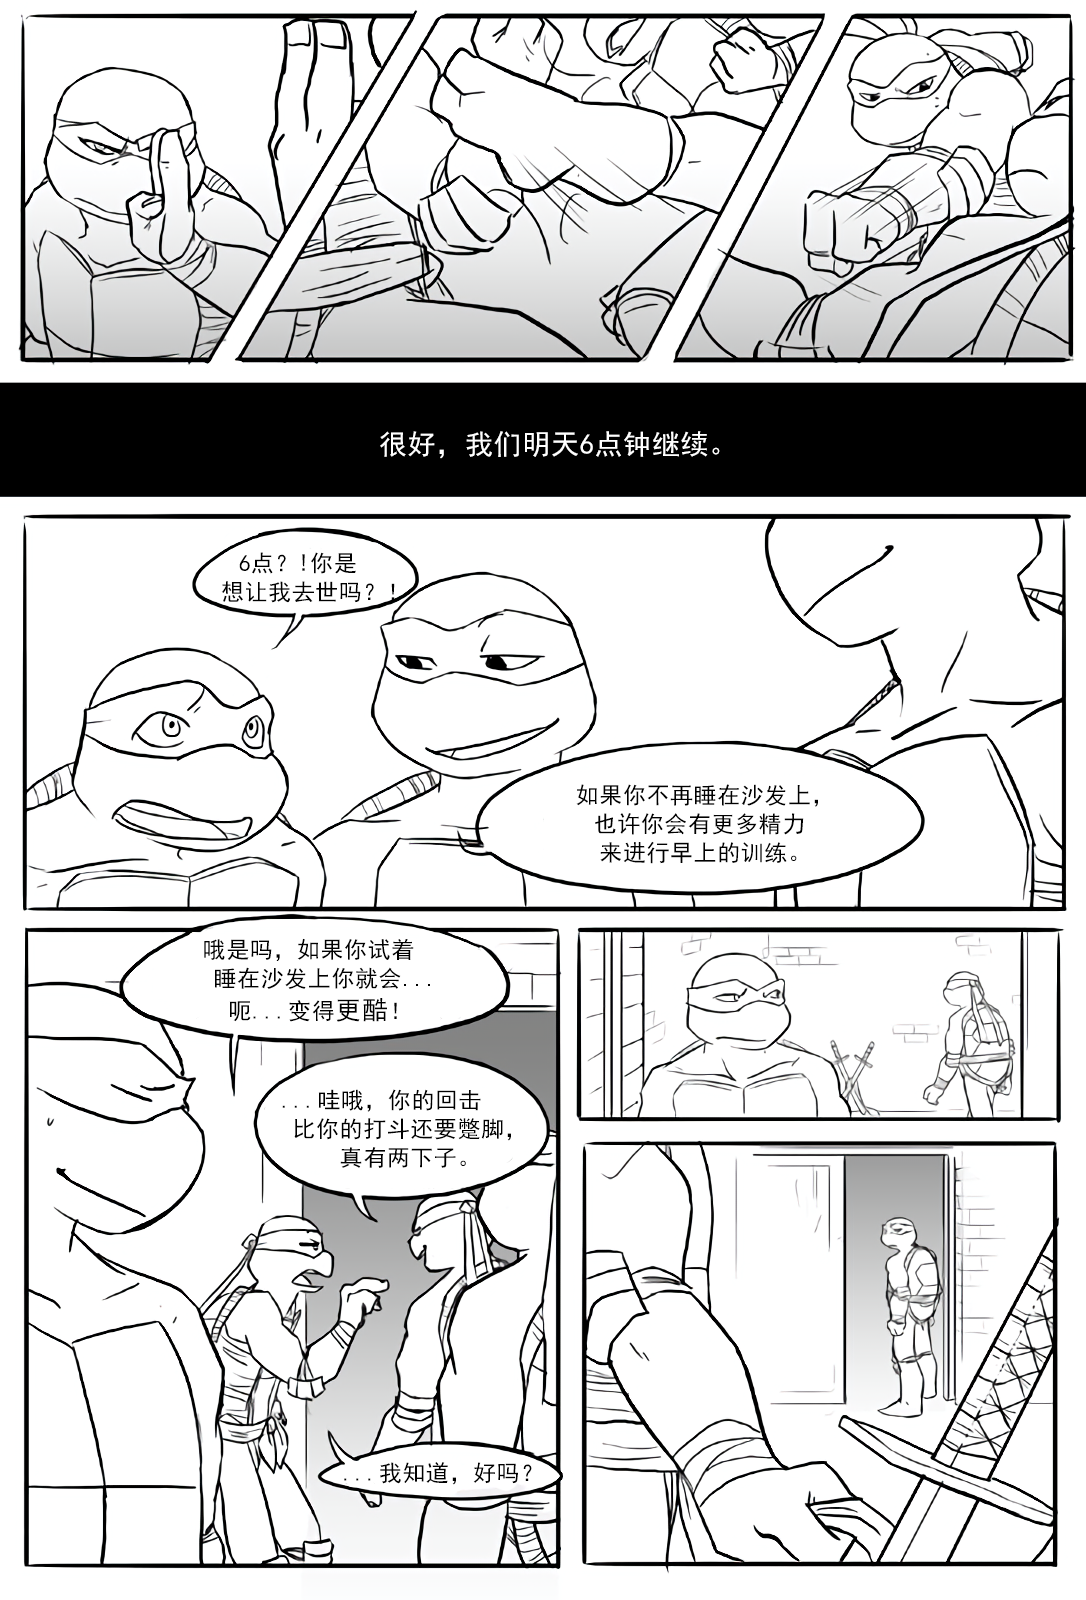 很好，我们明天6点钟继续。
6点？!你是
想让我去世吗？!
如果你不再睡在沙发上，
也许你会有更多精力
来进行早上的训练。
哦是吗，如果你试着
睡在沙发上你就会...
呃...变得更酷！
...哇哦，你的回击
比你的打斗还要蹩脚，
真有两下子。
...我知道，好吗？